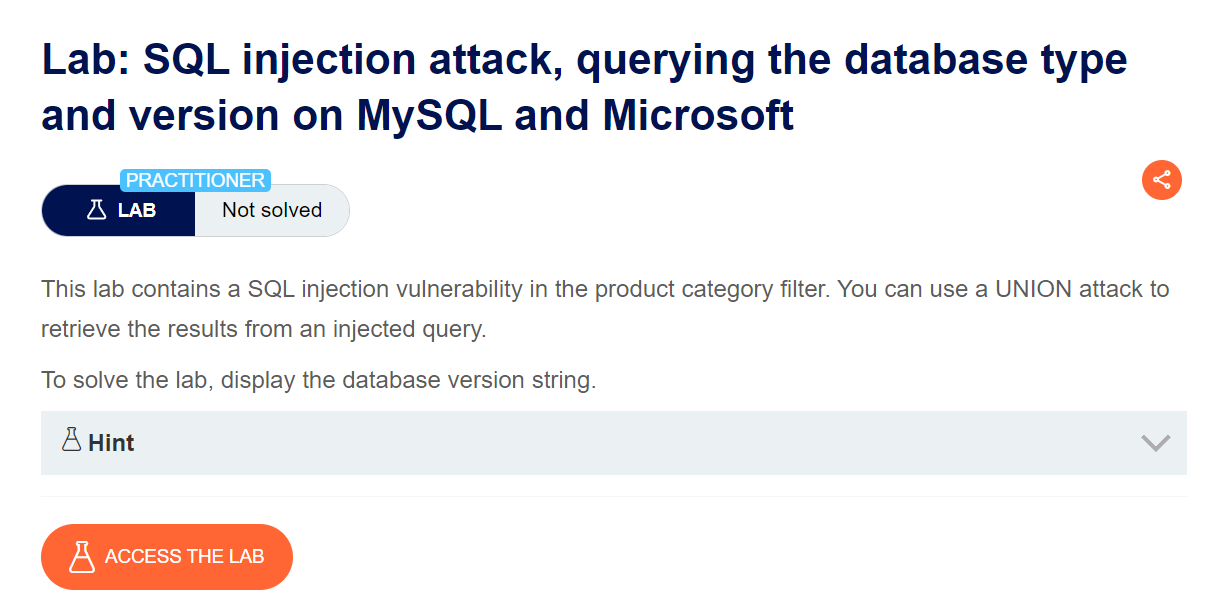 Lab: SQL injection attack, querying the database type
and version on MySQL and Microsoft
PRACTITIONER
LAB
Not solved
This lab contains a SQL injection vulnerability in the product category filter. You can use a UNION attack to
retrieve the results from an injected query.
To solve the lab, display the database version string.
Hint
ACCESS THE LAB